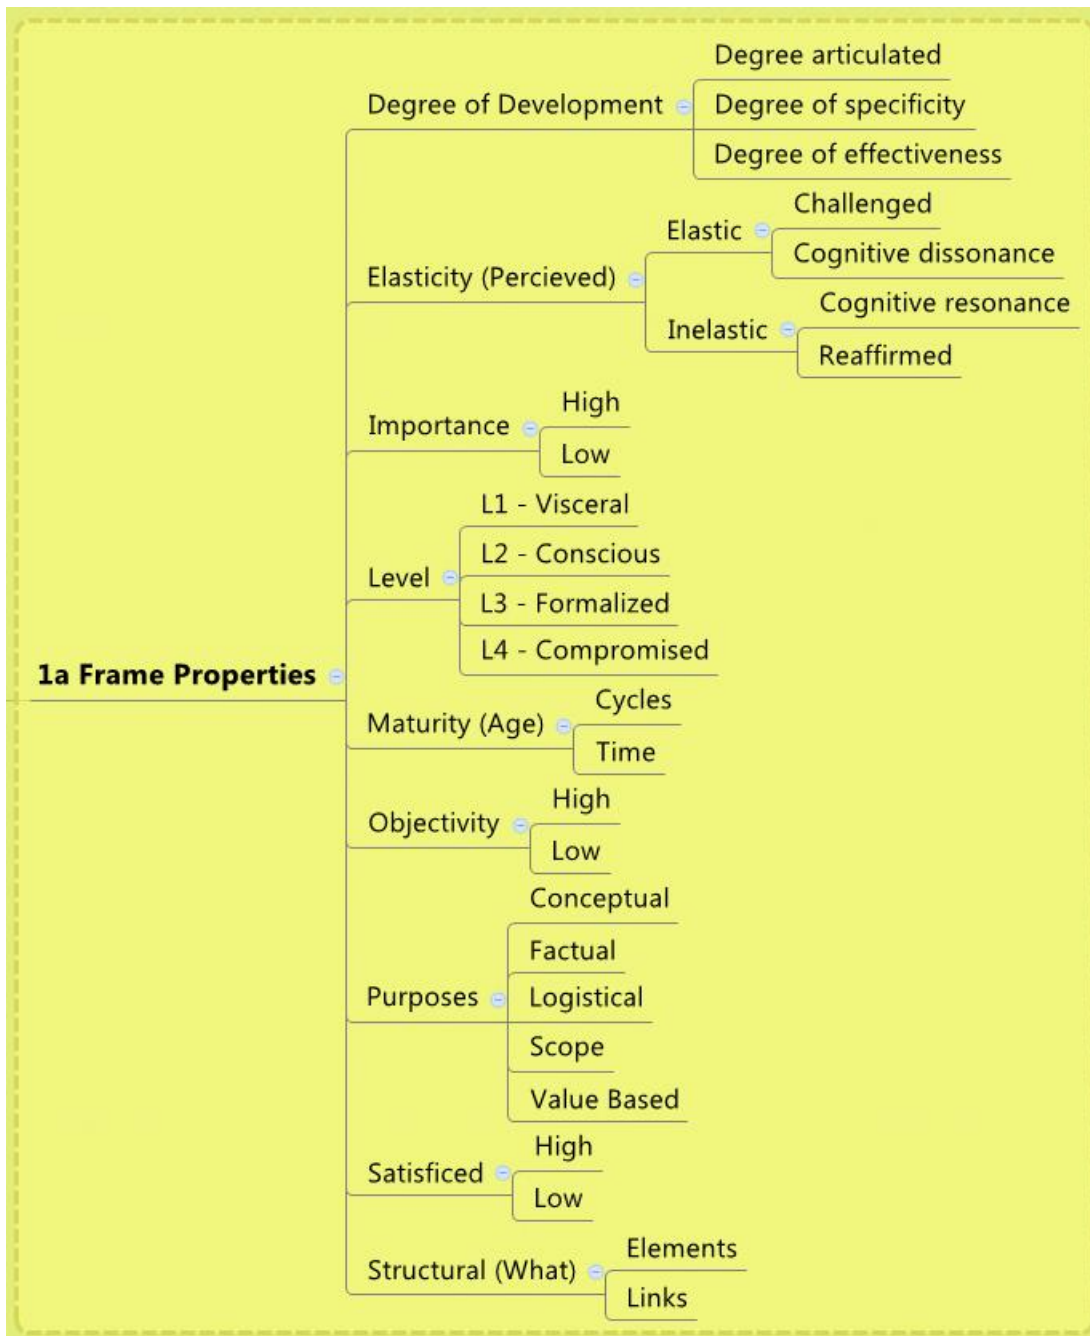 Degree articulated
Degree of Development
Degree of specificity
Degree of effectiveness
Challenged
Elastic
Cognitive dissonance
Elasticity (Percieved)
Cognitive resonance
Inelastic
Reaffirmed
High
Importance
Low
L1 - Visceral
L2 - Conscious
Level
L3 - Formalized
L4 - Compromised
1a Frame Properties
Cycles
Maturity (Age)
Time
High
Objectivity
Low
Conceptual
Factual
Purposes
Logistical
Scope
Value Based
High
Satisficed
Low
Elements
Structural (What)
Links